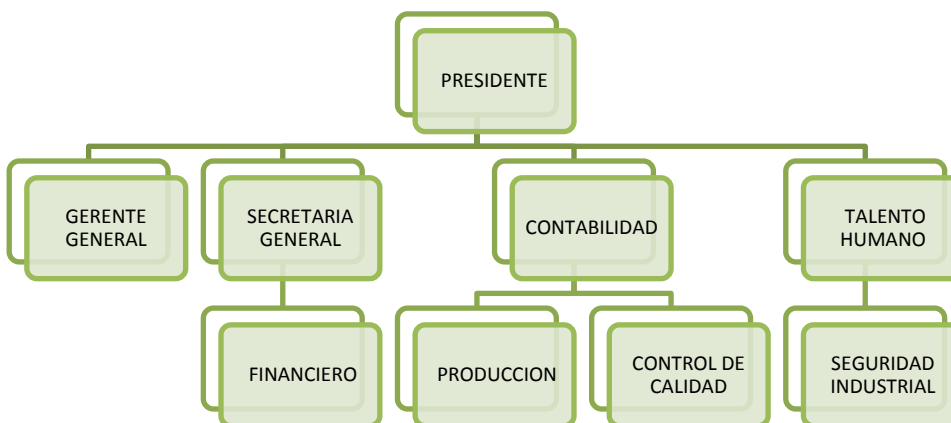 PRESIDENTE
GERENTE
GENERAL
SECRETARIA
GENERAL
CONTABILIDAD
TALENTO
HUMANO
FINANCIERO
PRODUCCION
CONTROL DE
CALIDAD
SEGURIDAD
INDUSTRIAL